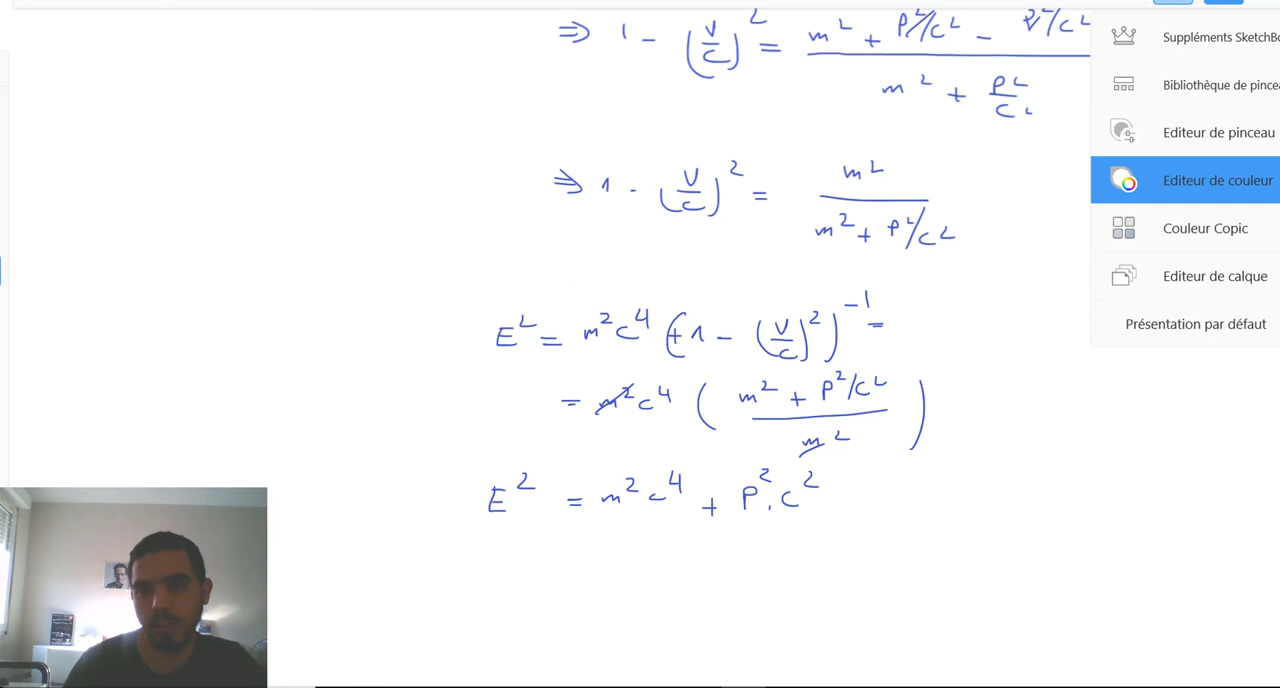 ⇒ 1 - (v/c)² = (m² + P²/c² - P²/c²) / (m² + P²/c²)
⇒ 1 - (v/c)² = m² / (m² + P²/c²)
E² = m²c⁴ (+1 - (v/c)²)⁻¹ =
= m²c⁴ ( (m² + P²/c²) / m² )
E² = m²c⁴ + P².c²
Suppléments SketchBo
Bibliothèque de pincea
Editeur de pinceau
Editeur de couleur
Couleur Copic
Editeur de calque
Présentation par défaut